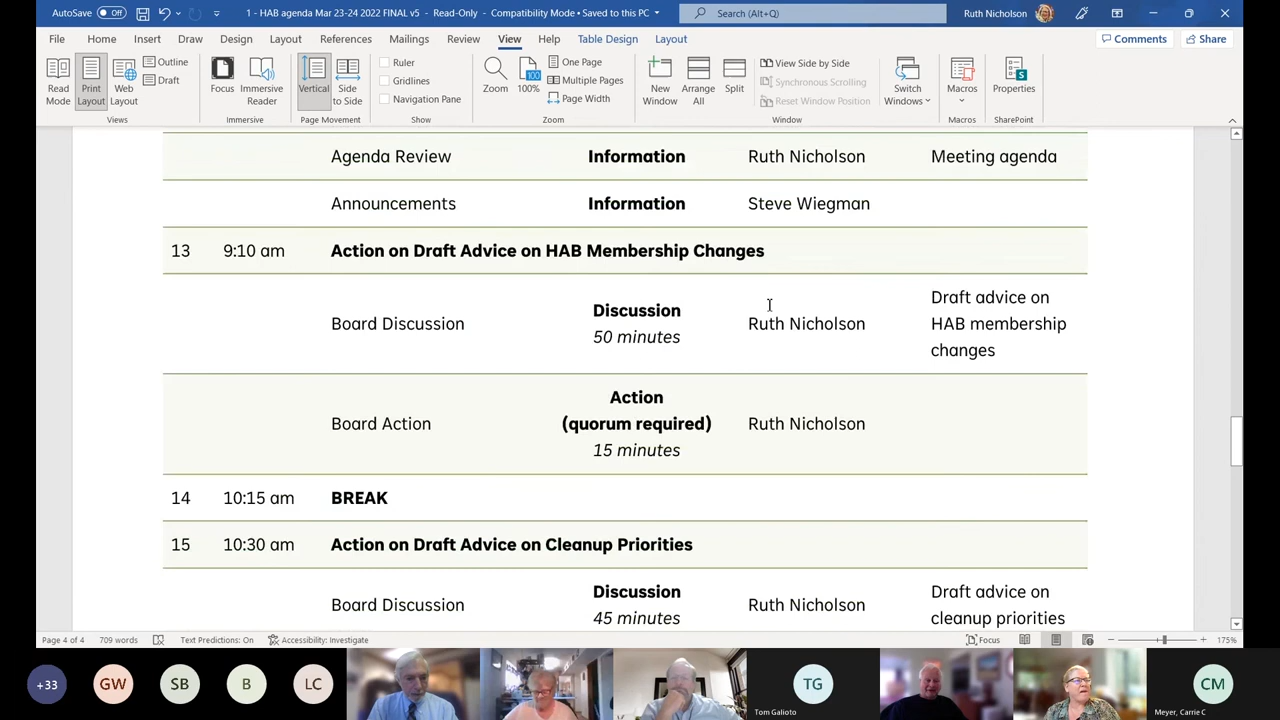 AutoSave Off 1 - HAB agenda Mar 23-24 2022 FINAL v5 - Read-Only - Compatibility Mode • Saved to this PC Search (Alt+Q) Ruth Nicholson
File Home Insert Draw Design Layout References Mailings Review View Help Table Design Layout Comments Share
Read Mode Print Layout Web Layout Outline Draft Focus Immersive Reader Vertical Side to Side Ruler Gridlines Navigation Pane Zoom 100 100% One Page Multiple Pages Page Width New Window Arrange All Split View Side by Side Synchronous Scrolling Reset Window Position Switch Windows Macros Properties
Views Immersive Page Movement Show Zoom Window Macros SharePoint
Agenda Review Information Ruth Nicholson Meeting agenda
Announcements Information Steve Wiegman
13 9:10 am Action on Draft Advice on HAB Membership Changes
Board Discussion Discussion 50 minutes Ruth Nicholson Draft advice on HAB membership changes
Board Action Action (quorum required) 15 minutes Ruth Nicholson
14 10:15 am BREAK
15 10:30 am Action on Draft Advice on Cleanup Priorities
Board Discussion Discussion 45 minutes Ruth Nicholson Draft advice on cleanup priorities
Page 4 of 4 709 words Text Predictions: On Accessibility: Investigate Focus 175%
+33 GW SB B LC TG CM
Tom Galioto Meyer, Carrie C